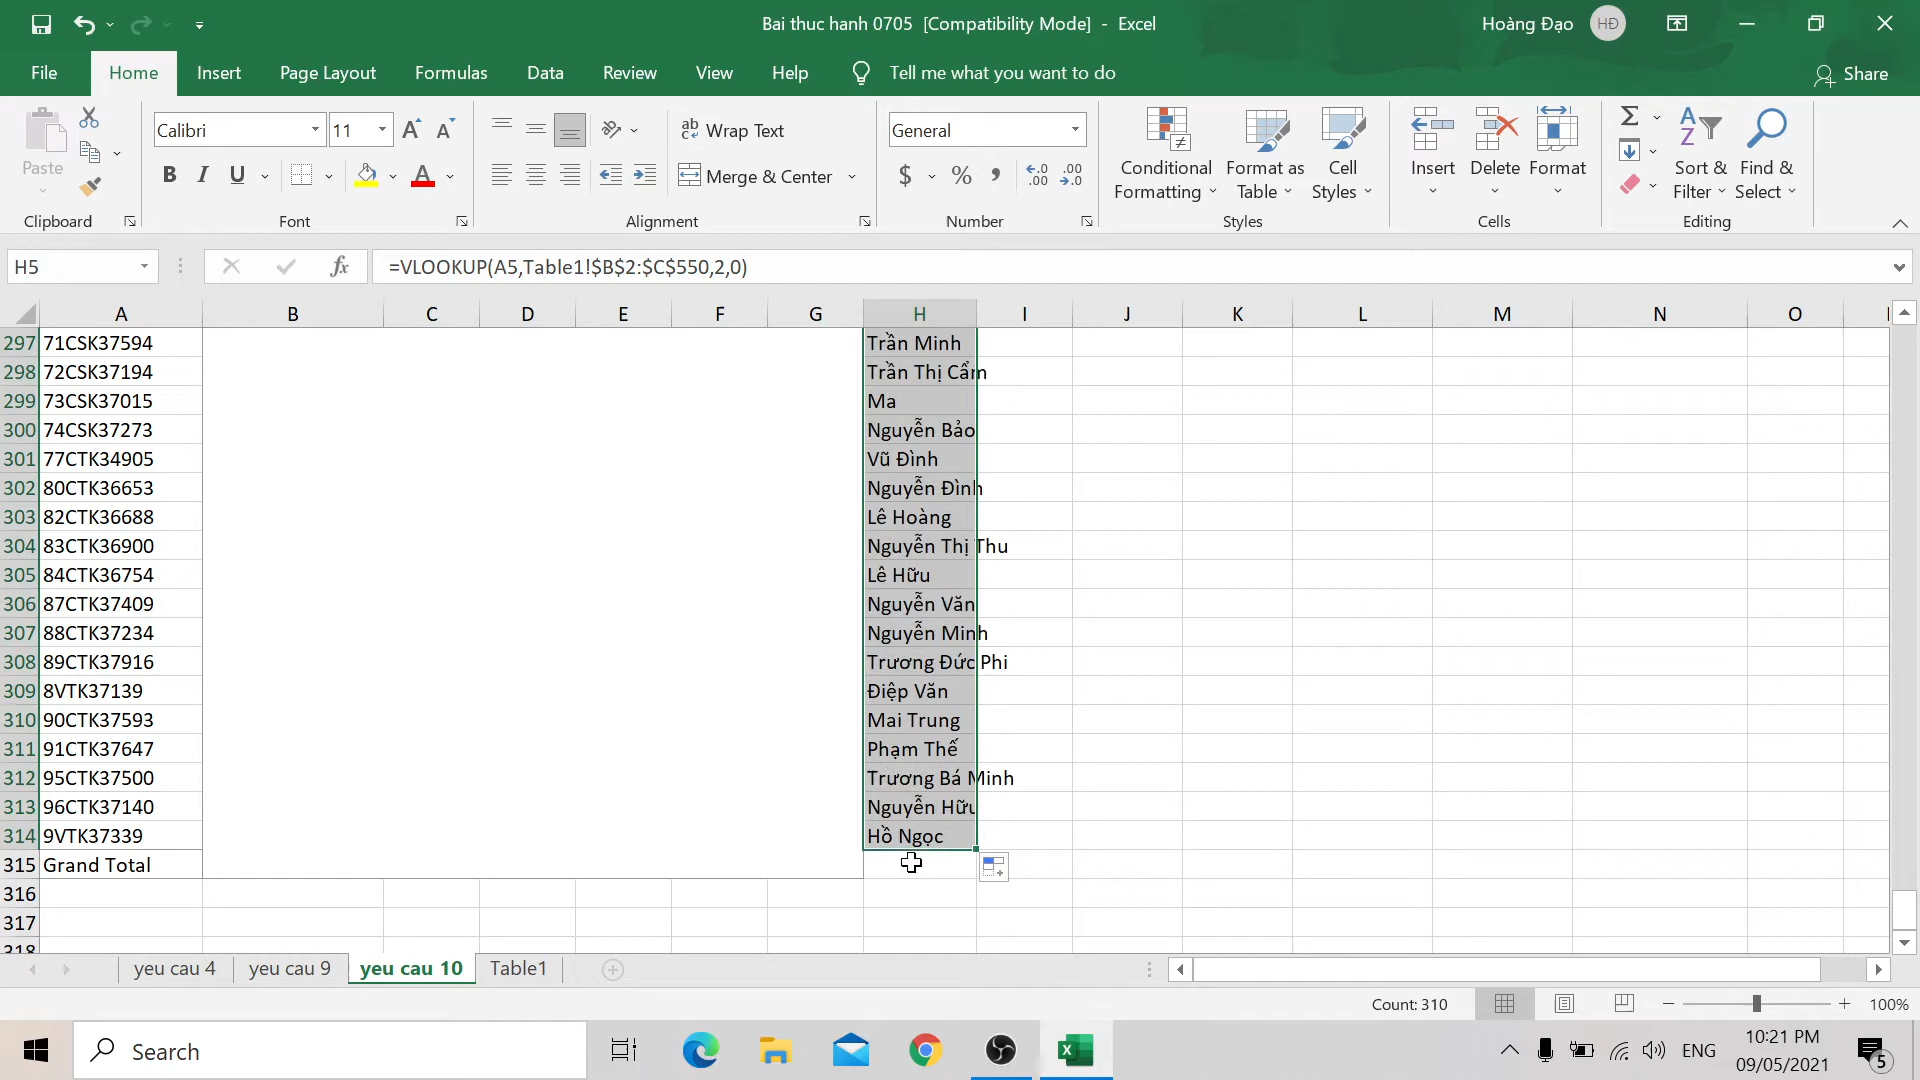 Bai thuc hanh 0705 [Compatibility Mode] - Excel
Hoàng Đạo HĐ
File Home Insert Page Layout Formulas Data Review View Help Tell me what you want to do Share
Paste
Calibri 11
Wrap Text
General
B I U
Merge & Center
$ % , .00
Conditional Formatting
Format as Table
Cell Styles
Insert Delete Format
Sort & Filter
Find & Select
Clipboard Font Alignment Number Styles Cells Editing
H5 fx =VLOOKUP(A5,Table1!$B$2:$C$550,2,0)
A B C D E F G H I J K L M N O
297 71CSK37594 Trần Minh
298 72CSK37194 Trần Thị Cẩm
299 73CSK37015 Ma
300 74CSK37273 Nguyễn Bảo
301 77CTK34905 Vũ Đình
302 80CTK36653 Nguyễn Đình
303 82CTK36688 Lê Hoàng
304 83CTK36900 Nguyễn Thị Thu
305 84CTK36754 Lê Hữu
306 87CTK37409 Nguyễn Văn
307 88CTK37234 Nguyễn Minh
308 89CTK37916 Trương Đức Phi
309 8VTK37139 Điệp Văn
310 90CTK37593 Mai Trung
311 91CTK37647 Phạm Thế
312 95CTK37500 Trương Bá Minh
313 96CTK37140 Nguyễn Hữu
314 9VTK37339 Hồ Ngọc
315 Grand Total
316
317
318
yeu cau 4 yeu cau 9 yeu cau 10 Table1
Count: 310 100%
Search
ENG
10:21 PM
09/05/2021
5